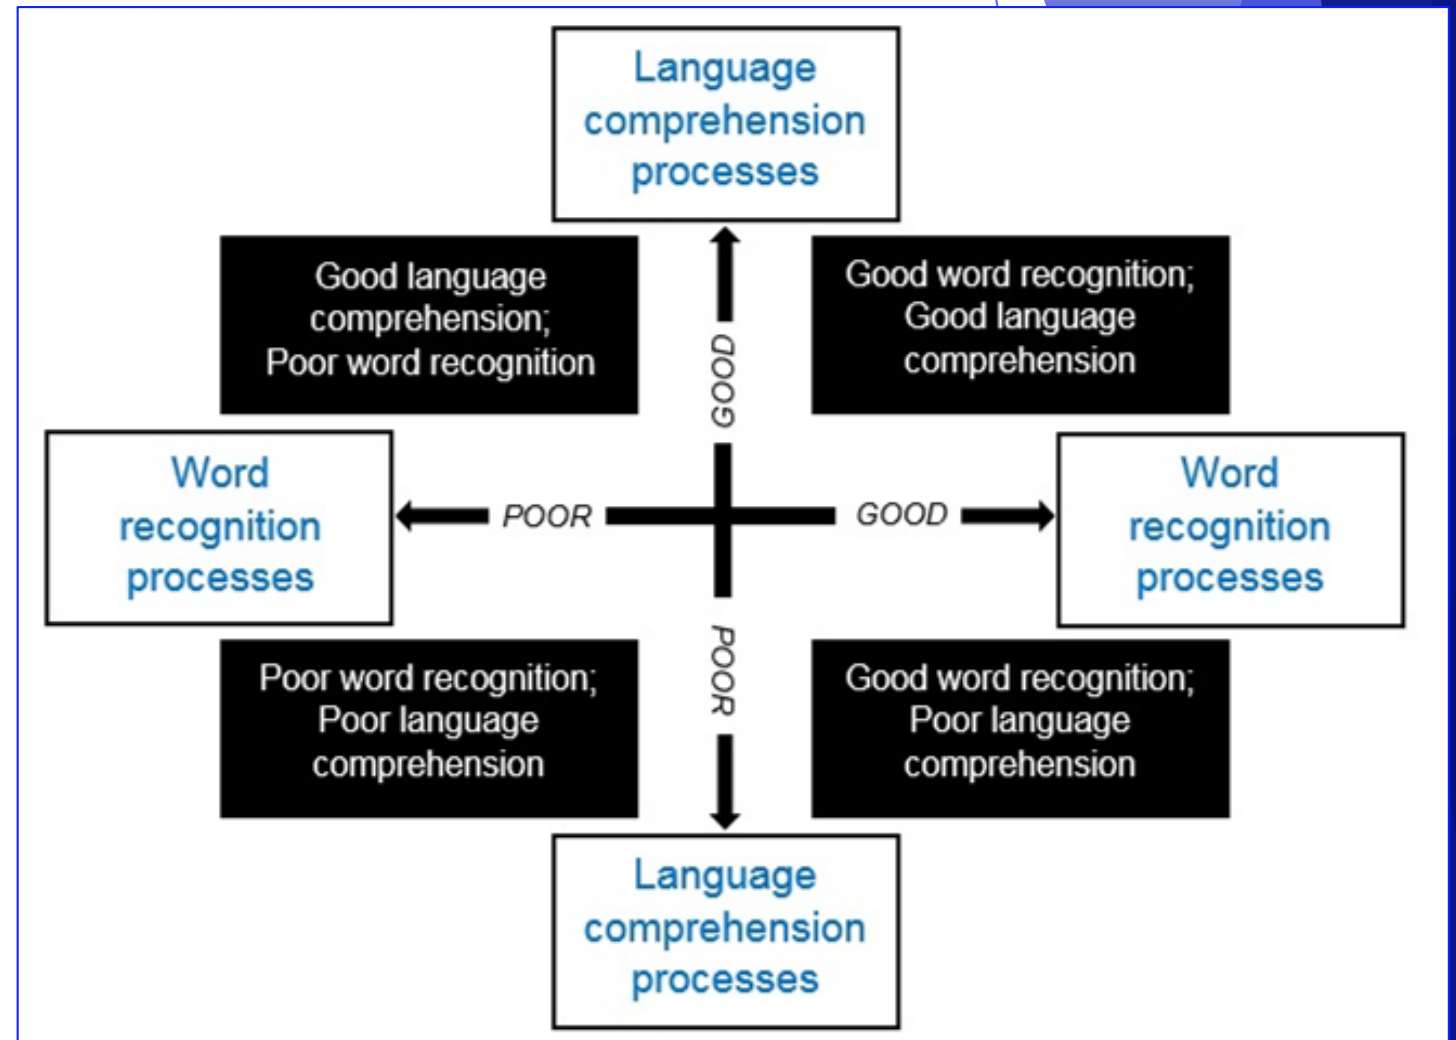 Language
comprehension
processes
Good language
comprehension;
Poor word recognition
Good word recognition;
Good language
comprehension
GOOD
Word
recognition
processes
POOR
GOOD
Word
recognition
processes
POOR
Poor word recognition;
Poor language
comprehension
Good word recognition;
Poor language
comprehension
Language
comprehension
processes